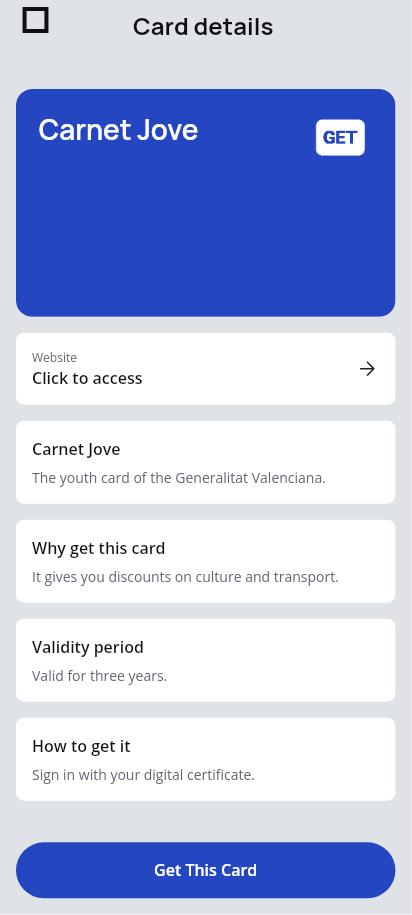 Card details
Carnet Jove
GET
Website
Click to access
Carnet Jove
The youth card of the Generalitat Valenciana.
Why get this card
It gives you discounts on culture and transport.
Validity period
Valid for three years.
How to get it
Sign in with your digital certificate.
Get This Card